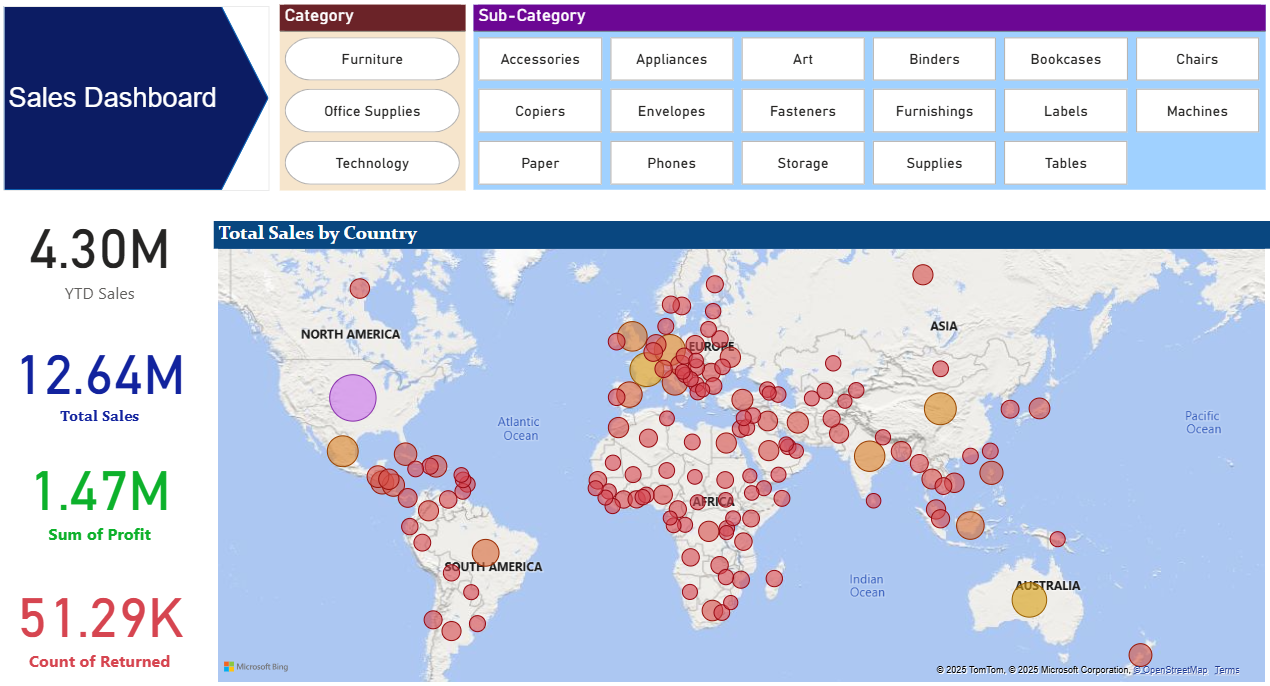 Sales Dashboard
Category
Furniture
Office Supplies
Technology
Sub-Category
Accessories
Appliances
Art
Binders
Bookcases
Chairs
Copiers
Envelopes
Fasteners
Furnishings
Labels
Machines
Paper
Phones
Storage
Supplies
Tables
4.30M
YTD Sales
12.64M
Total Sales
1.47M
Sum of Profit
51.29K
Count of Returned
Total Sales by Country
NORTH AMERICA
EUROPE
ASIA
Atlantic
Ocean
Pacific
Ocean
AFRICA
SOUTH AMERICA
Indian
Ocean
AUSTRALIA
Microsoft Bing
© 2025 TomTom, © 2025 Microsoft Corporation, © OpenStreetMap Terms